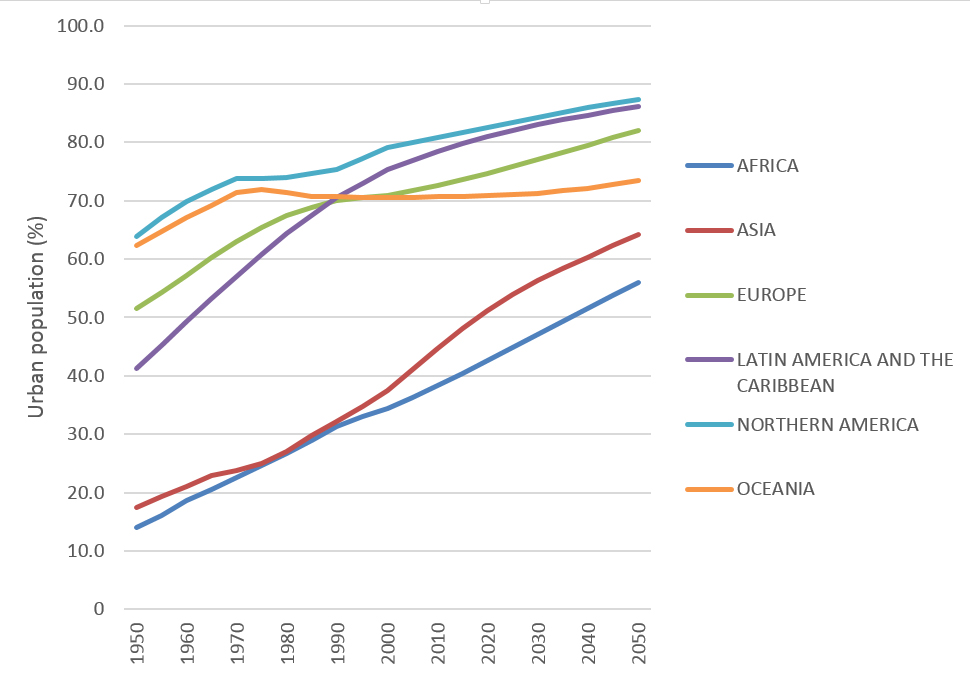 100.0
90.0
80.0
70.0
60.0
50.0
40.0
30.0
20.0
10.0
0
Urban population (%)
1950
1960
1970
1980
1990
2000
2010
2020
2030
2040
2050
AFRICA
ASIA
EUROPE
LATIN AMERICA AND THE
CARIBBEAN
NORTHERN AMERICA
OCEANIA